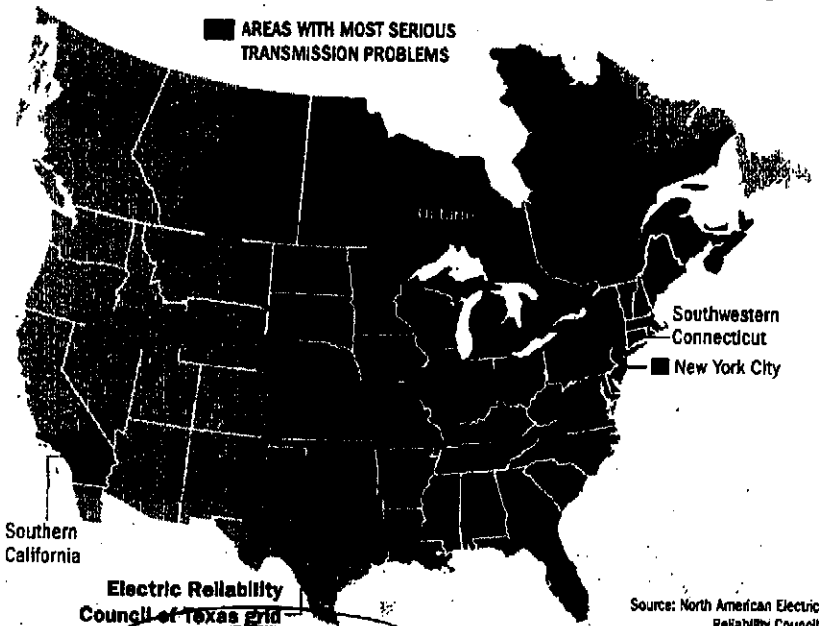 AREAS WITH MOST SERIOUS
TRANSMISSION PROBLEMS
Ontario
Southwestern
Connecticut
New York City
Southern
California
Electric Reliability
Council of Texas grid
Source: North American Electric
Reliability Council